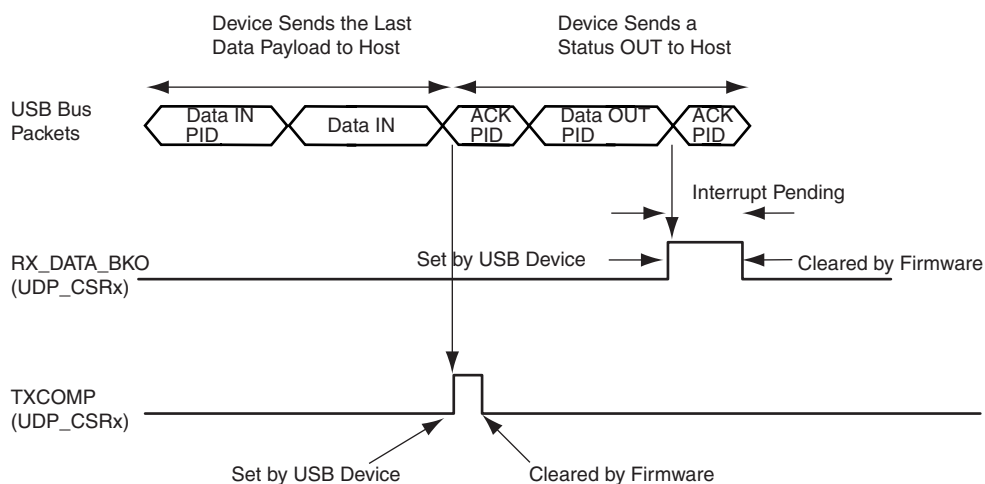 Device Sends the Last
Data Payload to Host
Device Sends a
Status OUT to Host
USB Bus
Packets
Data IN
PID
Data IN
ACK
PID
Data OUT
PID
ACK
PID
Interrupt Pending
RX_DATA_BKO
(UDP_CSRx)
Set by USB Device
Cleared by Firmware
TXCOMP
(UDP_CSRx)
Set by USB Device
Cleared by Firmware